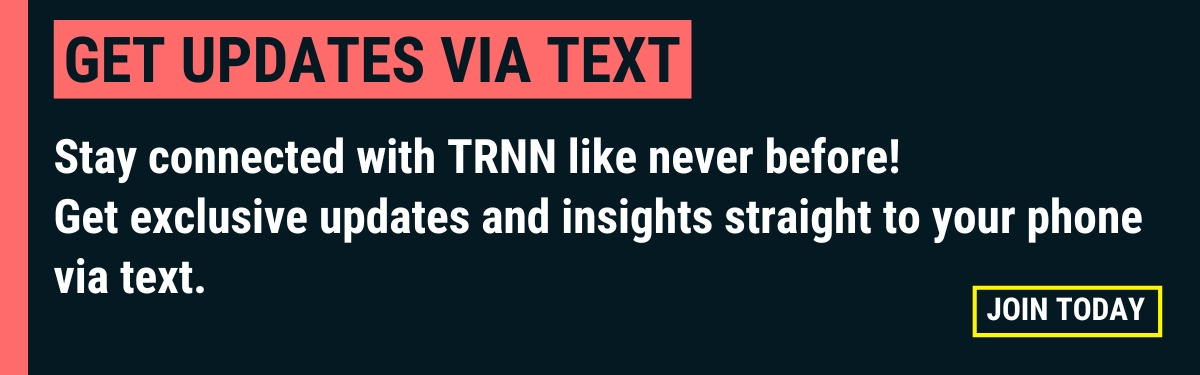 GET UPDATES VIA TEXT
Stay connected with TRNN like never before!
Get exclusive updates and insights straight to your phone
via text.
JOIN TODAY